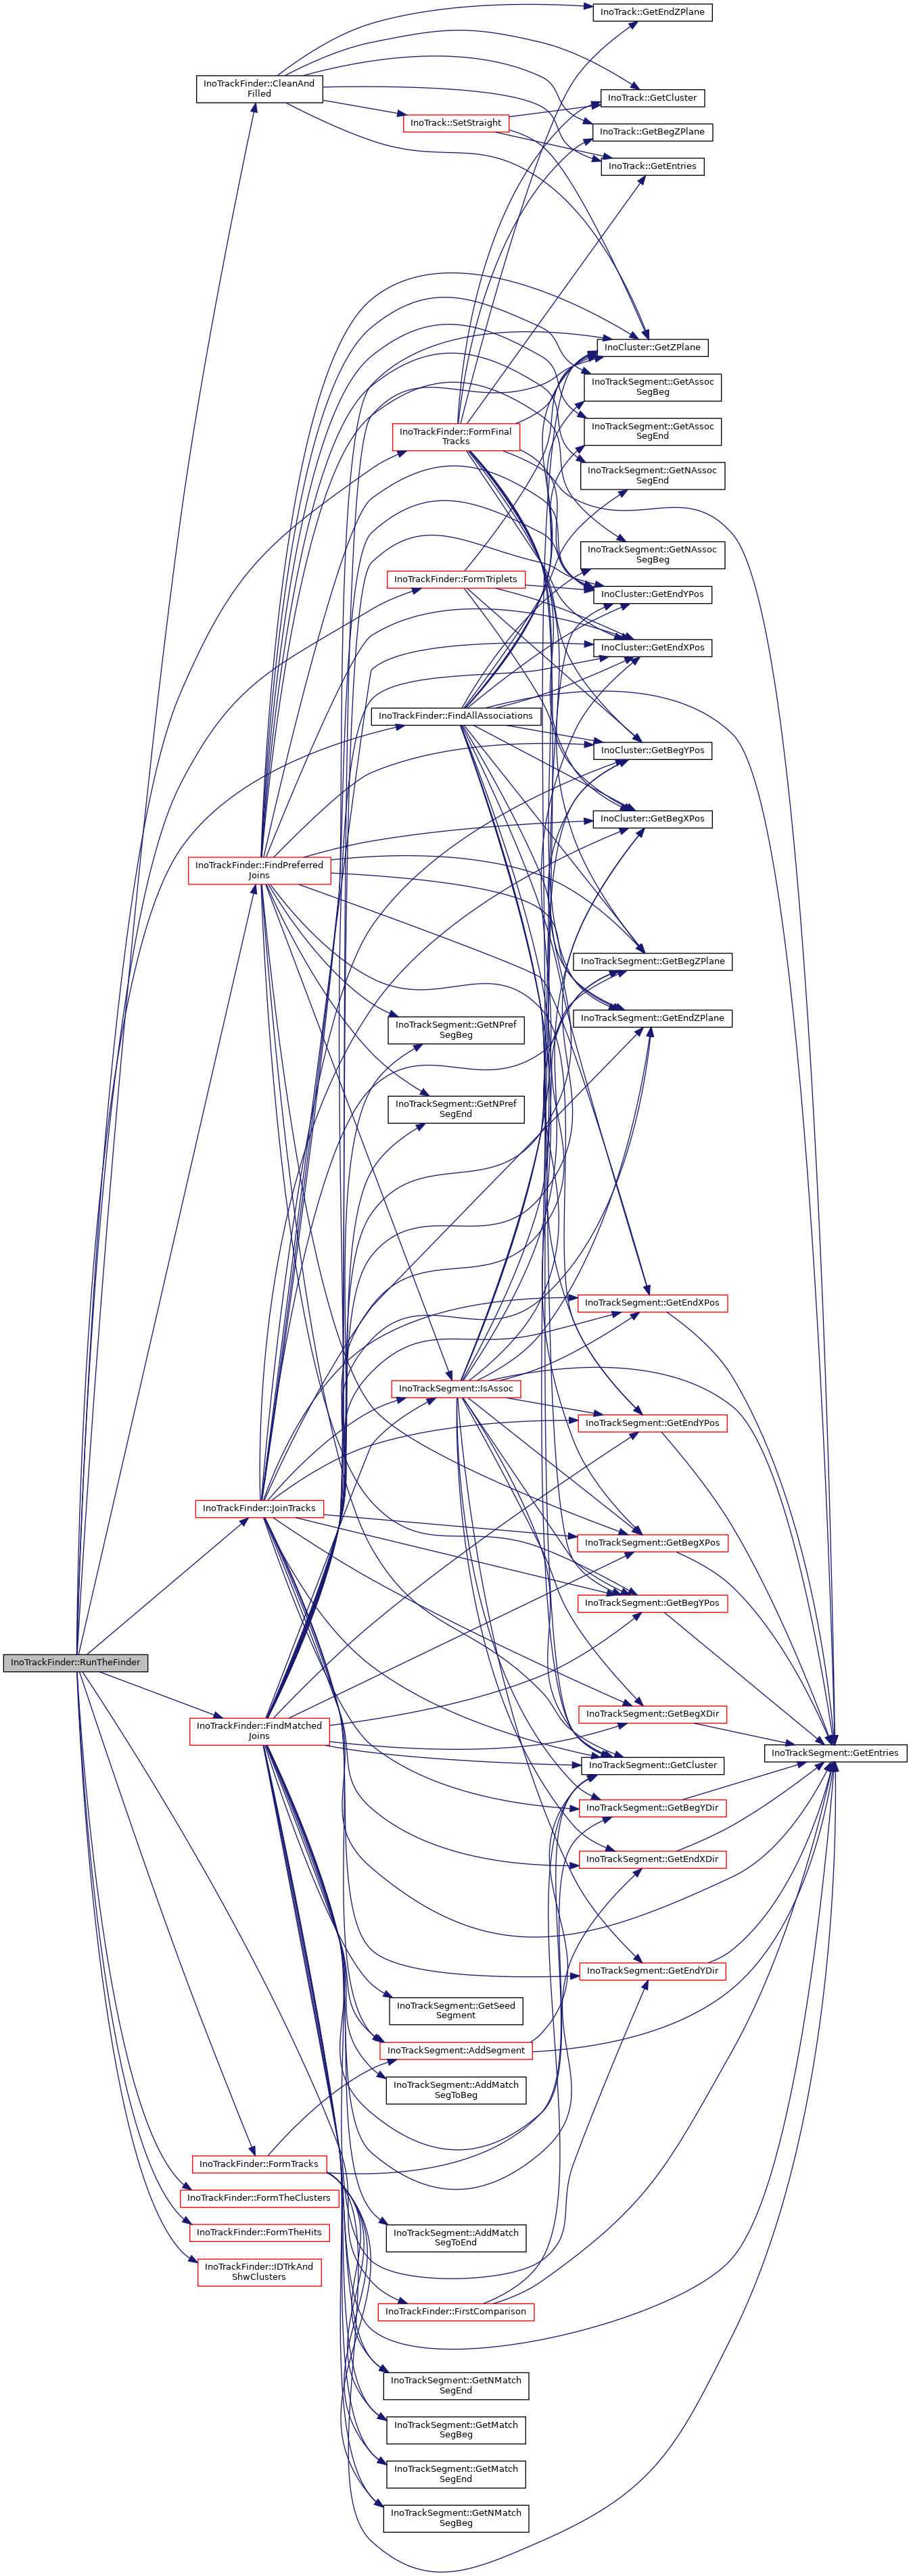 InoTrack::GetEndZPlane
InoTrackFinder::CleanAnd
Filled
InoTrack::GetCluster
InoTrack::SetStraight
InoTrack::GetBegZPlane
InoTrack::GetEntries
InoCluster::GetZPlane
InoTrackSegment::GetAssoc
SegBeg
InoTrackFinder::FormFinal
Tracks
InoTrackSegment::GetAssoc
SegEnd
InoTrackSegment::GetNAssoc
SegEnd
InoTrackSegment::GetNAssoc
SegBeg
InoTrackFinder::FormTriplets
InoCluster::GetEndYPos
InoCluster::GetEndXPos
InoTrackFinder::FindAllAssociations
InoCluster::GetBegYPos
InoCluster::GetBegXPos
InoTrackFinder::FindPreferred
Joins
InoTrackSegment::GetBegZPlane
InoTrackSegment::GetEndZPlane
InoTrackSegment::GetNPref
SegBeg
InoTrackSegment::GetNPref
SegEnd
InoTrackSegment::GetEndXPos
InoTrackSegment::IsAssoc
InoTrackSegment::GetEndYPos
InoTrackFinder::JoinTracks
InoTrackSegment::GetBegXPos
InoTrackSegment::GetBegYPos
InoTrackFinder::RunTheFinder
InoTrackSegment::GetBegXDir
InoTrackFinder::FindMatched
Joins
InoTrackSegment::GetEntries
InoTrackSegment::GetCluster
InoTrackSegment::GetBegYDir
InoTrackSegment::GetEndXDir
InoTrackSegment::GetEndYDir
InoTrackSegment::GetSeed
Segment
InoTrackSegment::AddSegment
InoTrackSegment::AddMatch
SegToBeg
InoTrackFinder::FormTracks
InoTrackFinder::FormTheClusters
InoTrackFinder::FormTheHits
InoTrackSegment::AddMatch
SegToEnd
InoTrackFinder::IDTrkAnd
ShwClusters
InoTrackFinder::FirstComparison
InoTrackSegment::GetNMatch
SegEnd
InoTrackSegment::GetMatch
SegBeg
InoTrackSegment::GetMatch
SegEnd
InoTrackSegment::GetNMatch
SegBeg